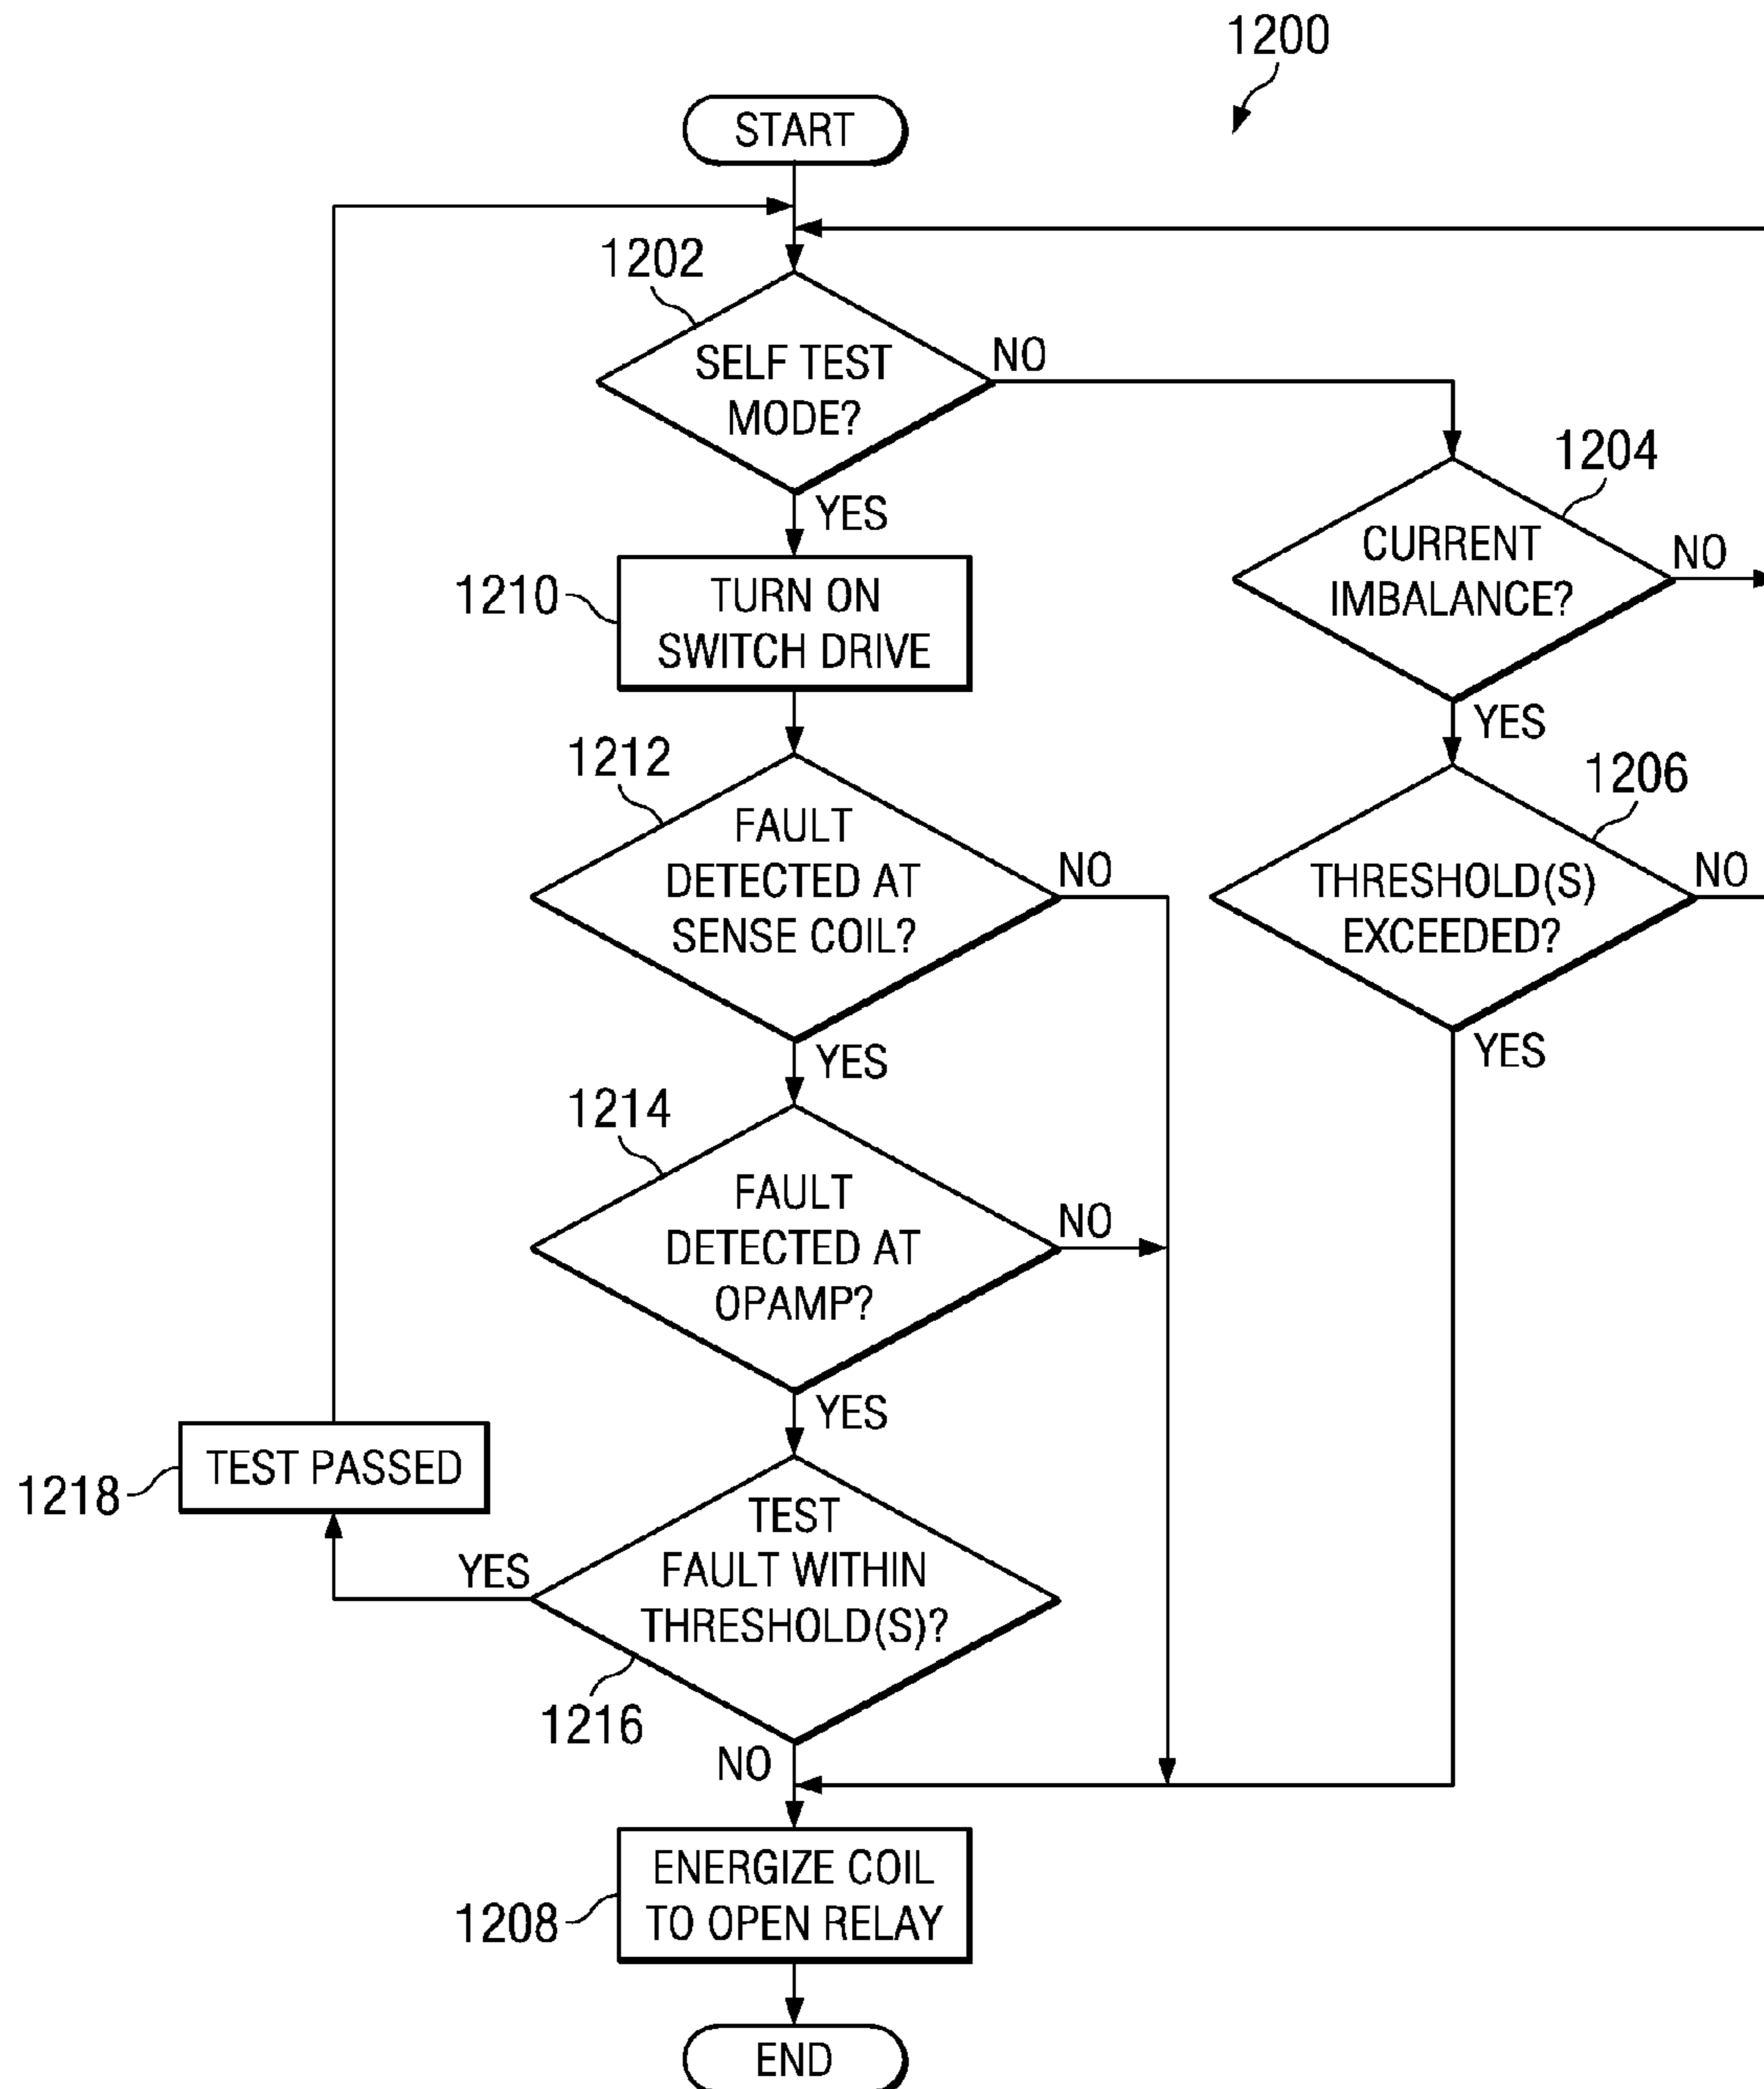 1200
START
1202
SELF TEST
MODE?
NO
YES
1204
CURRENT
IMBALANCE?
NO
YES
1210
TURN ON
SWITCH DRIVE
1212
FAULT
DETECTED AT
SENSE COIL?
NO
YES
1206
THRESHOLD(S)
EXCEEDED?
NO
YES
1214
FAULT
DETECTED AT
OPAMP?
NO
YES
1218
TEST PASSED
TEST
FAULT WITHIN
THRESHOLD(S)?
YES
1216
NO
ENERGIZE COIL
TO OPEN RELAY
1208
END